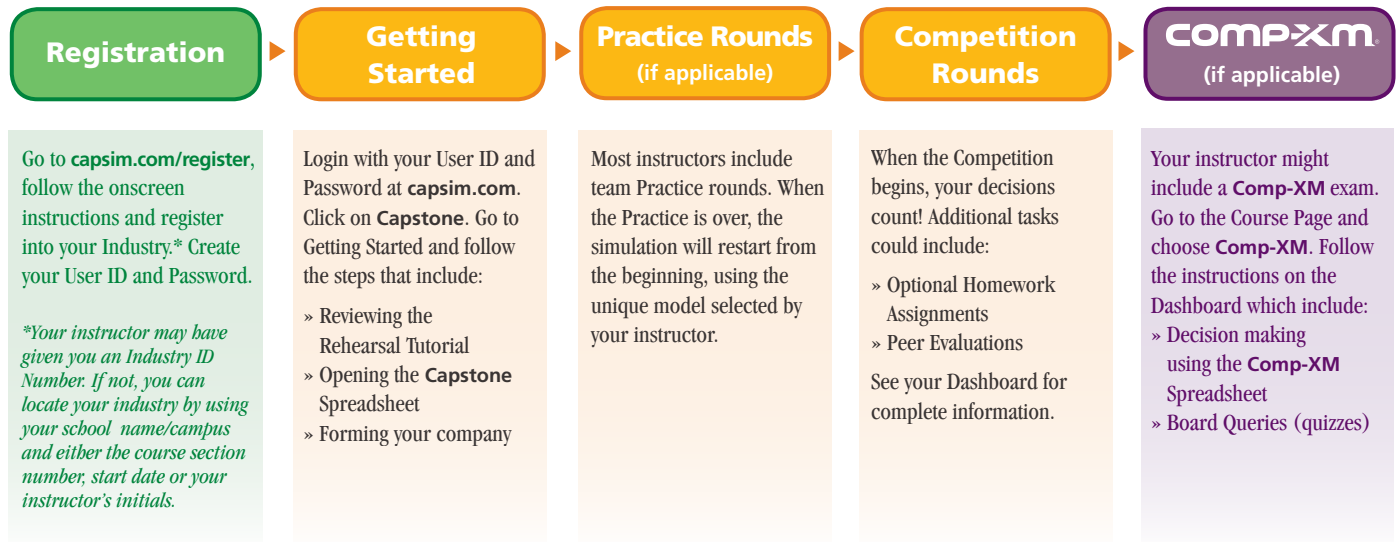 Registration
Getting
Started
Practice Rounds
(if applicable)
Competition
Rounds
COMP-XM®
(if applicable)
Go to capsim.com/register,
follow the onscreen
instructions and register
into your Industry.* Create
your User ID and Password.
*Your instructor may have
given you an Industry ID
Number. If not, you can
locate your industry by using
your school name/campus
and either the course section
number, start date or your
instructor's initials.
Login with your User ID and
Password at capsim.com.
Click on Capstone. Go to
Getting Started and follow
the steps that include:
» Reviewing the
Rehearsal Tutorial
» Opening the Capstone
Spreadsheet
» Forming your company
Most instructors include
team Practice rounds. When
the Practice is over, the
simulation will restart from
the beginning, using the
unique model selected by
your instructor.
When the Competition
begins, your decisions
count! Additional tasks
could include:
» Optional Homework
Assignments
» Peer Evaluations
See your Dashboard for
complete information.
Your instructor might
include a Comp-XM exam.
Go to the Course Page and
choose Comp-XM. Follow
the instructions on the
Dashboard which include:
» Decision making
using the Comp-XM
Spreadsheet
» Board Queries (quizzes)